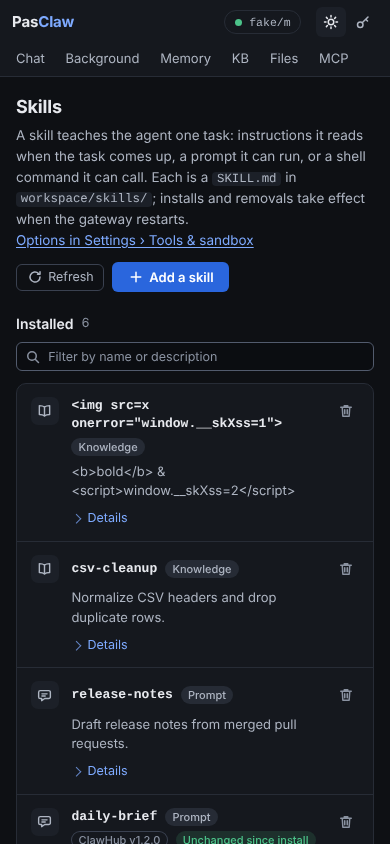 PasClaw
fake/m
Chat Background Memory KB Files MCP
Skills
A skill teaches the agent one task: instructions it reads
when the task comes up, a prompt it can run, or a shell
command it can call. Each is a SKILL.md in
workspace/skills/; installs and removals take effect
when the gateway restarts.
Options in Settings › Tools & sandbox
Refresh
Add a skill
Installed 6
Filter by name or description
<img src=x
onerror="window.__skXss=1">
Knowledge
<b>bold</b> &
<script>window.__skXss=2</script>
Details
csv-cleanup Knowledge
Normalize CSV headers and drop
duplicate rows.
Details
release-notes Prompt
Draft release notes from merged pull
requests.
Details
daily-brief Prompt
ClawHub v1.2.0 Unchanged since install